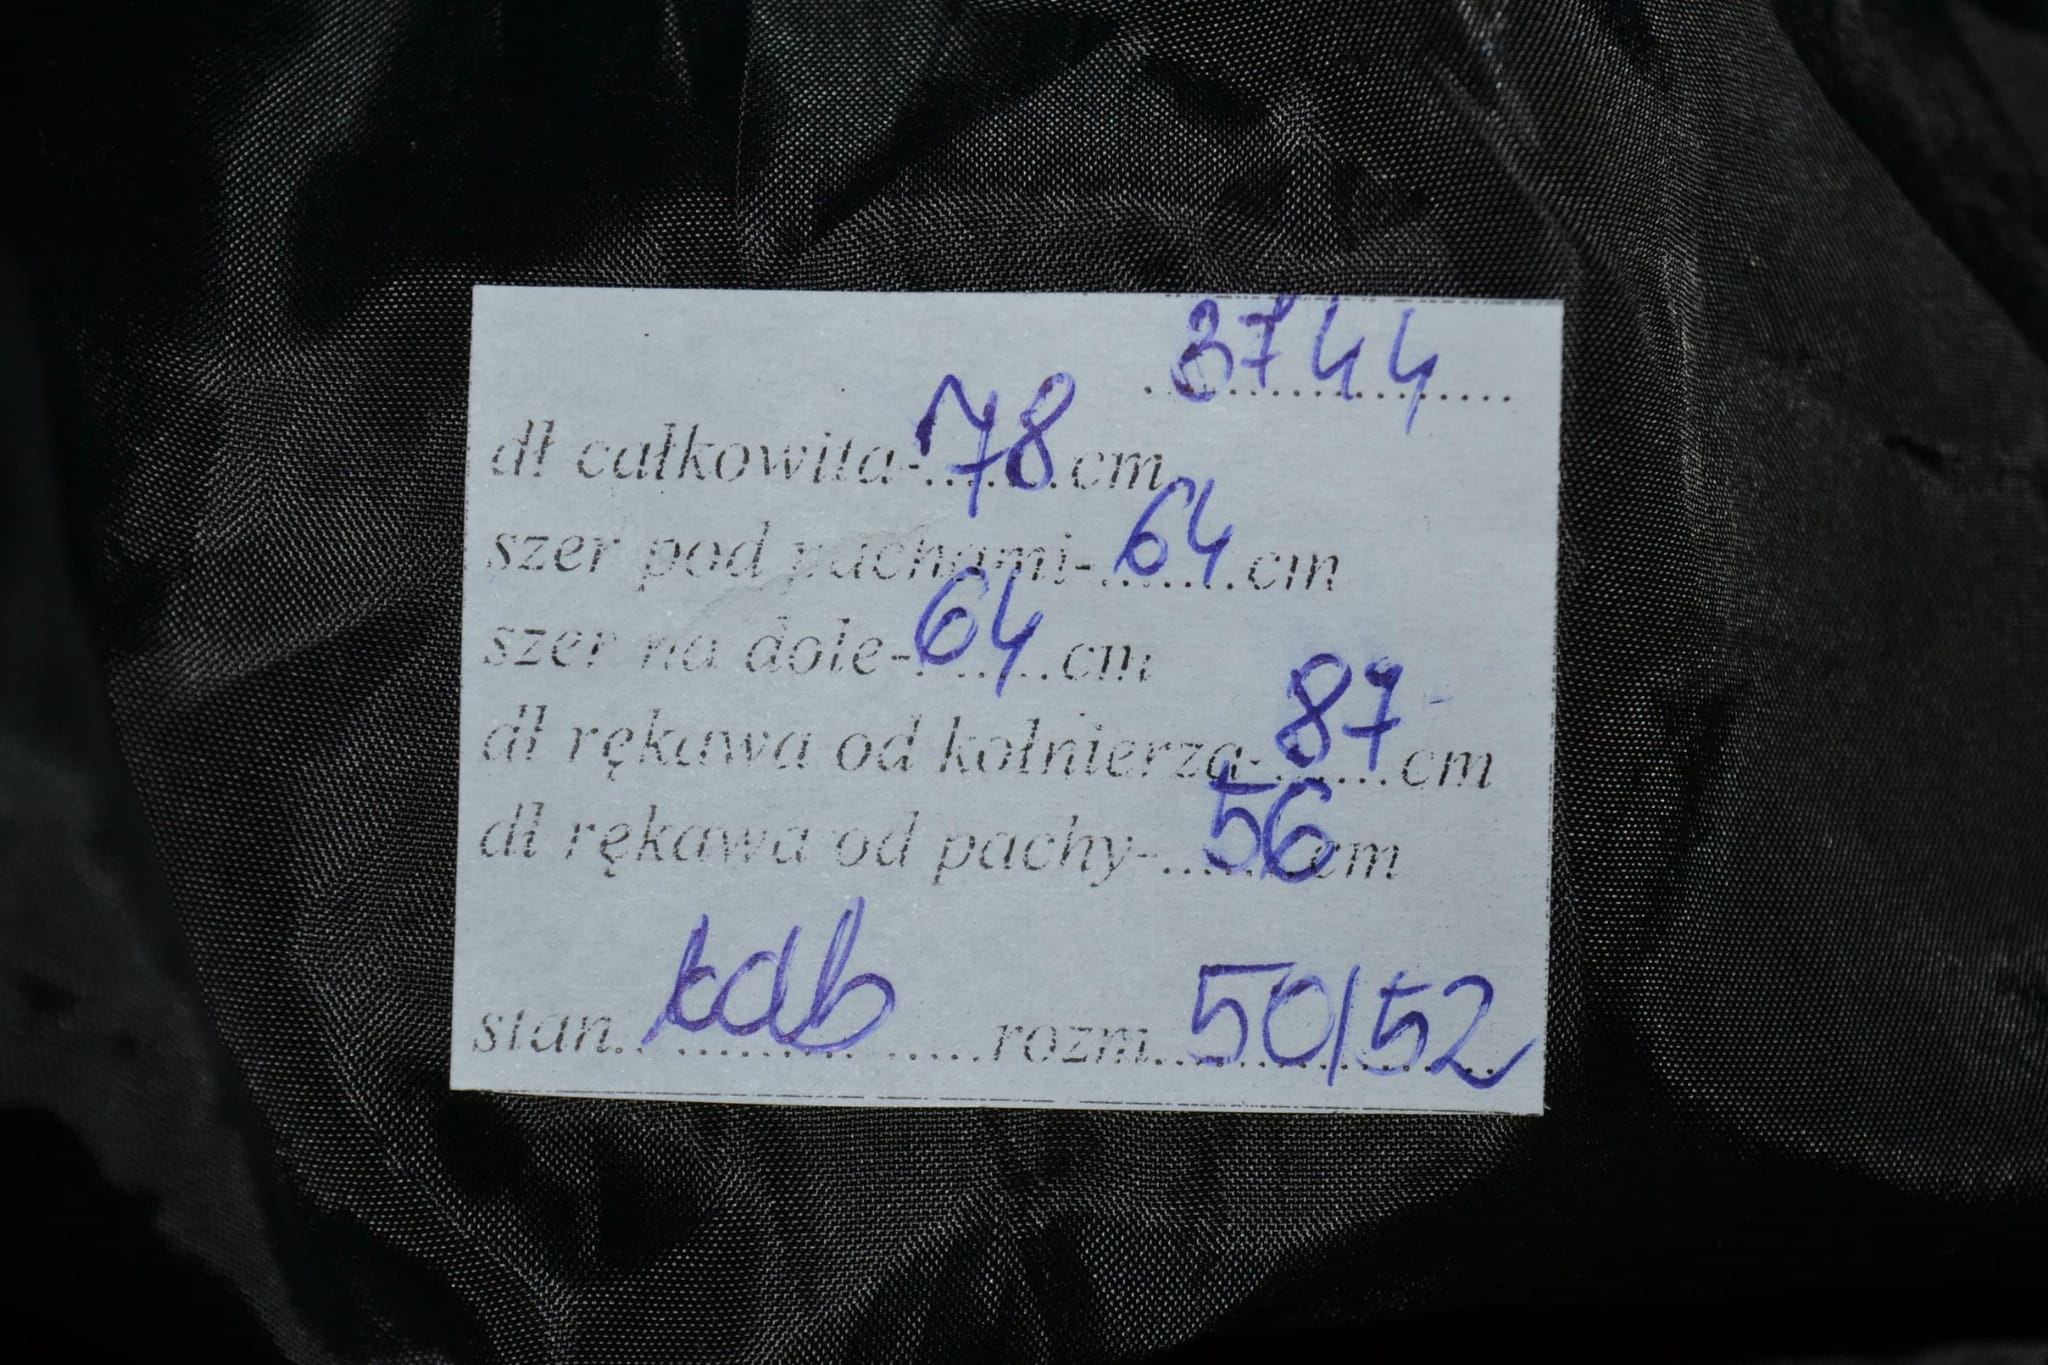 3744
dł całkowita-78cm
szer pod pachami-64cm
szer na dole-64cm
dł rękawa od kołnierza-87cm
dł rękawa od pachy-56cm
stan...........rozm.50/52